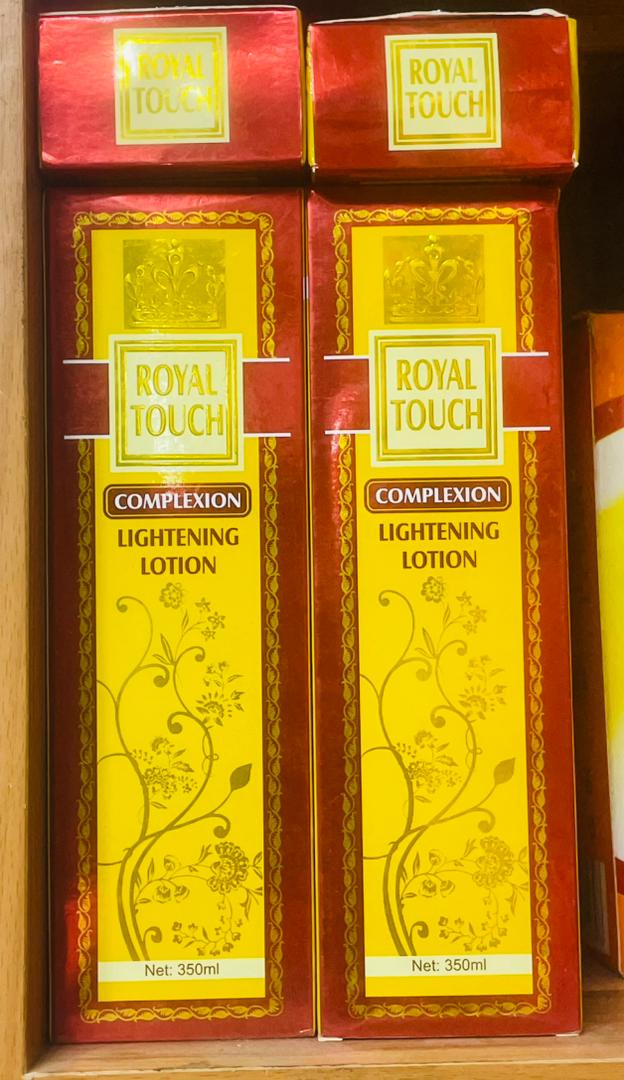 ROYAL
TOUCH
ROYAL
TOUCH
ROYAL
TOUCH
COMPLEXION
LIGHTENING
LOTION
Net: 350ml
ROYAL
TOUCH
COMPLEXION
LIGHTENING
LOTION
Net: 350ml